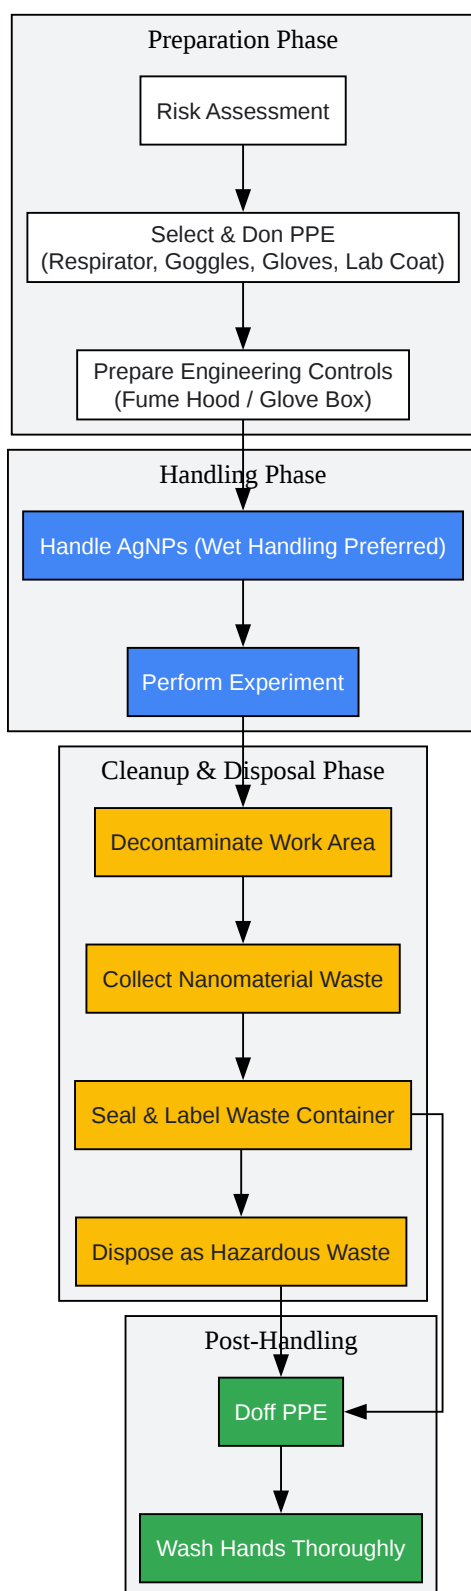 Preparation Phase
Risk Assessment
Select & Don PPE
(Respirator, Goggles, Gloves, Lab Coat)
Prepare Engineering Controls
(Fume Hood / Glove Box)
Handling Phase
Handle AgNPs (Wet Handling Preferred)
Perform Experiment
Cleanup & Disposal Phase
Decontaminate Work Area
Collect Nanomaterial Waste
Seal & Label Waste Container
Dispose as Hazardous Waste
Post-Handling
Doff PPE
Wash Hands Thoroughly